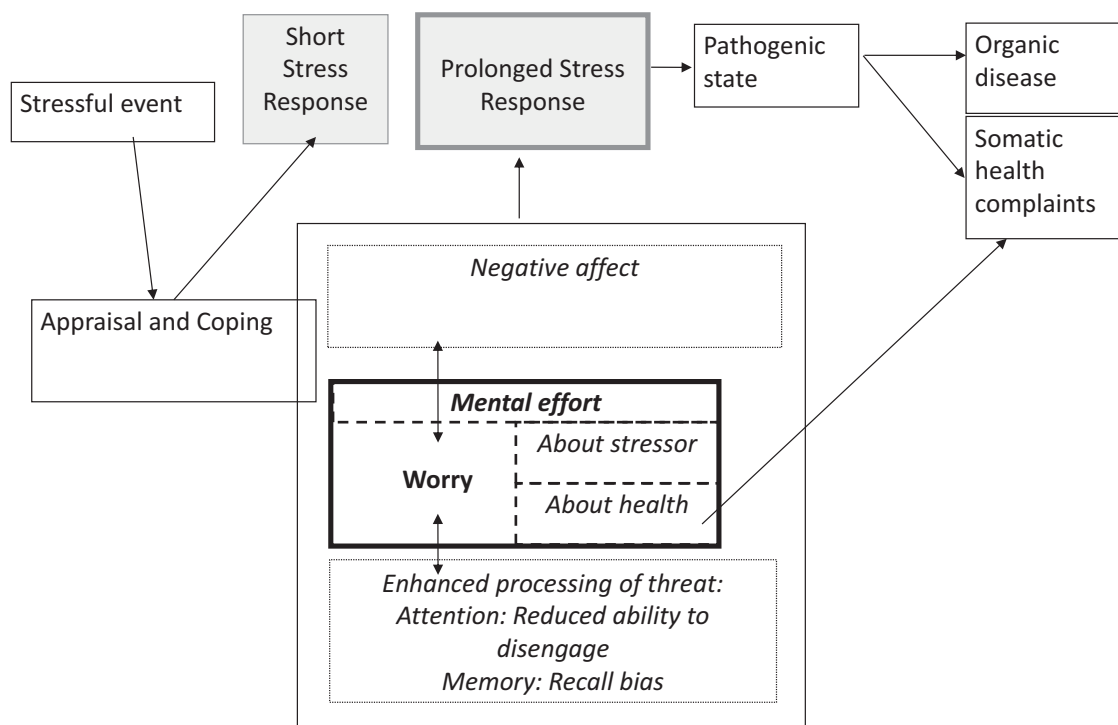 Short
Stress
Response
Prolonged Stress
Response
Pathogenic
state
Organic
disease
Stressful event
Somatic
health
complaints
Negative affect
Appraisal and Coping
Mental effort
About stressor
Worry
About health
Enhanced processing of threat:
Attention: Reduced ability to
disengage
Memory: Recall bias